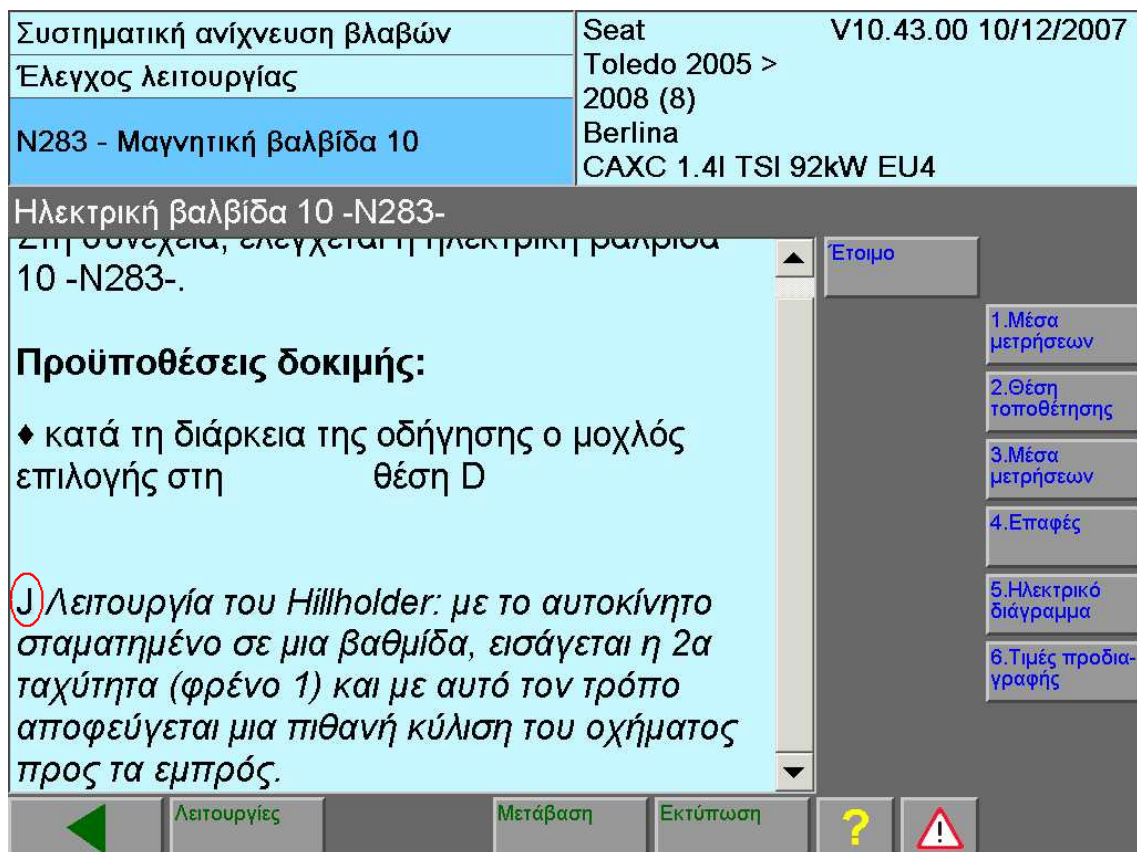 Συστηματική ανίχνευση βλαβών
Έλεγχος λειτουργίας
N283 - Μαγνητική βαλβίδα 10
Seat V10.43.00 10/12/2007
Toledo 2005 >
2008 (8)
Berlina
CAXC 1.4l TSI 92kW EU4
Ηλεκτρική βαλβίδα 10 -N283-
Στη συνέχεια, ελέγχεται η ηλεκτρική βαλβίδα
10 -N283-.
Προϋποθέσεις δοκιμής:
♦ κατά τη διάρκεια της οδήγησης ο μοχλός
επιλογής στη θέση D
J Λειτουργία του Hillholder: με το αυτοκίνητο
σταματημένο σε μια βαθμίδα, εισάγεται η 2α
ταχύτητα (φρένο 1) και με αυτό τον τρόπο
αποφεύγεται μια πιθανή κύλιση του οχήματος
προς τα εμπρός.
Έτοιμο
1.Μέσα
μετρήσεων
2.Θέση
τοποθέτησης
3.Μέσα
μετρήσεων
4.Επαφές
5.Ηλεκτρικό
διάγραμμα
6.Τιμές προδια-
γραφής
Λειτουργίες
Μετάβαση
Εκτύπωση
?